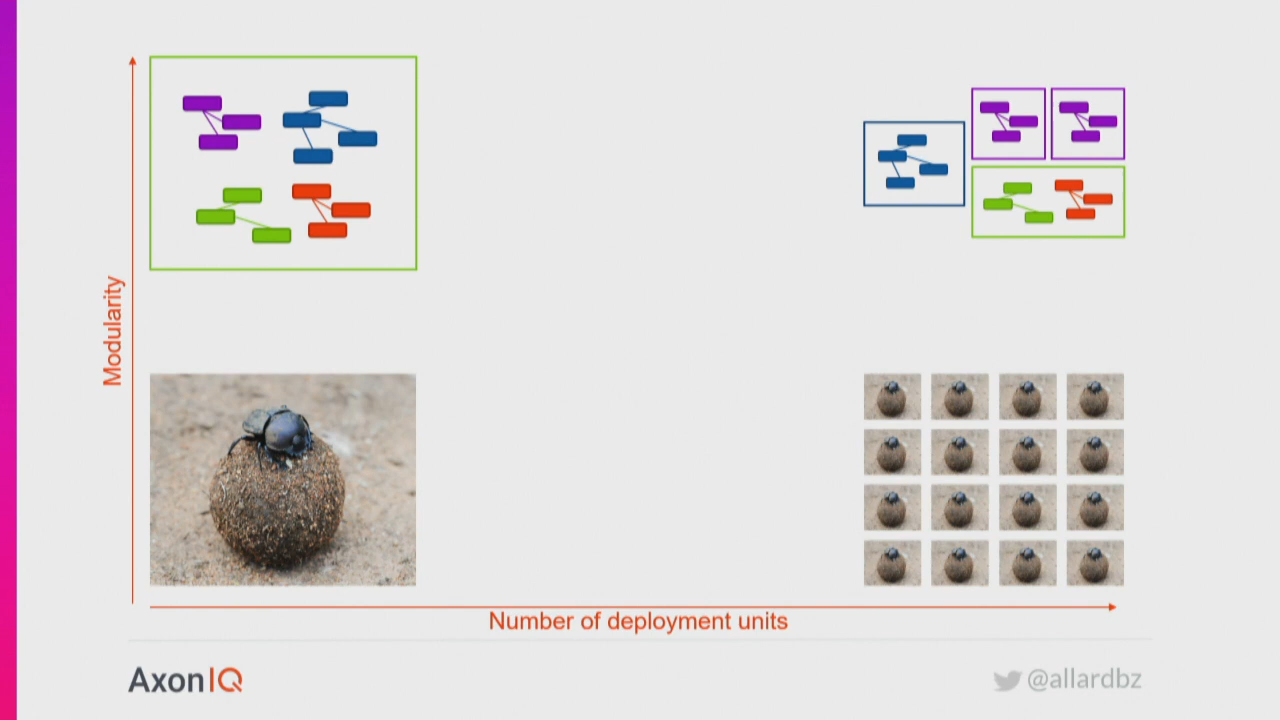 Modularity
Number of deployment units
AxonIQ
@allardbz